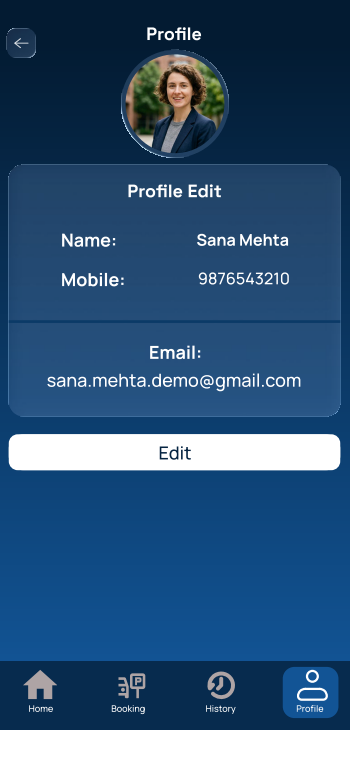 Profile
Profile Edit
Name: Sana Mehta
Mobile: 9876543210
Email:
sana.mehta.demo@gmail.com
Edit
P
Home Booking History Profile